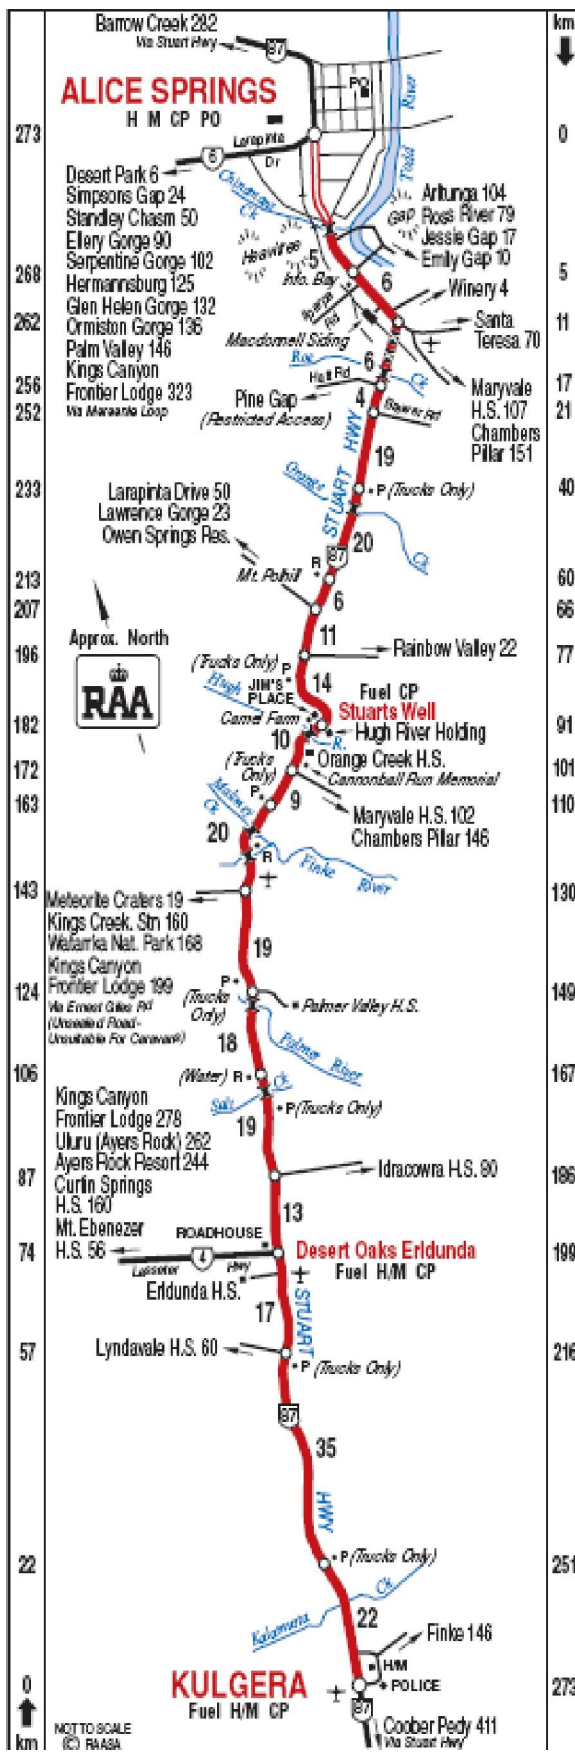 Barrow Creek 282
Via Stuart Hwy
87
km
ALICE SPRINGS
H M CP PO
PO
River
273
Larapinta
Dr
0
6
Todd
Desert Park 6
Simpsons Gap 24
Standley Chasm 50
Ellery Gorge 90
Serpentine Gorge 102
Hermannsburg 125
Glen Helen Gorge 132
Ormiston Gorge 136
Palm Valley 146
Kings Canyon
Frontier Lodge 323
Via Mereenie Loop
Ck
Heavitree
Gap
Arltunga 104
Ross River 79
Jessie Gap 17
Emily Gap 10
268
5
Info. Bay
6
5
Winery 4
262
Rd
11
Santa
Teresa 70
Macdonnell Siding
Roe
Ck
6
256
Hatt Rd
17
Pine Gap
(Restricted Access)
4
252
21
Maryvale
H.S. 107
Chambers
Pillar 151
STUART HWY
19
233
P (Trucks Only)
40
Larapinta Drive 50
Lawrence Gorge 23
Owen Springs Res.
Ck
87
20
R
213
Mt. Polhill
60
207
6
66
Approx. North
11
196
Rainbow Valley 22
77
(Trucks Only) P
RAA
14
Hugh
JIM'S
PLACE
Fuel CP
Stuarts Well
Camel Farm
182
R.
Hugh River Holding
91
10
Orange Creek H.S.
172
(Trucks
Only)
P
Cannonball Run Memorial
101
163
9
110
Maryvale H.S. 102
Chambers Pillar 146
Ck
20
R
Finke
River
143
130
Meteorite Craters 19
Kings Creek. Stn 160
Watarrka Nat. Park 168
Kings Canyon
Frontier Lodge 199
Via Ernest Giles Rd
(Unsealed Road-
Unsuitable For Caravans)
19
P
124
(Trucks
Only)
Palmer Valley H.S.
149
18
Palmer River
106
(Water) R
167
Salt Ck
19
P (Trucks Only)
Kings Canyon
Frontier Lodge 278
Uluru (Ayers Rock) 262
Ayers Rock Resort 244
Curtin Springs
H.S. 160
Mt. Ebenezer
H.S. 56
87
Idracowra H.S. 80
186
13
ROADHOUSE
74
Desert Oaks Erldunda
199
4
Lasseter Hwy
Fuel H/M CP
Erldunda H.S.
17
STUART
57
Lyndavale H.S. 60
216
P (Trucks Only)
87
35
HWY
22
P (Trucks Only)
251
Ck
Kalamurta
22
Finke 146
H/M
0
KULGERA
POLICE
273
Fuel H/M CP
87
km
NOT TO SCALE
© RAASA
Coober Pedy 411
Via Stuart Hwy